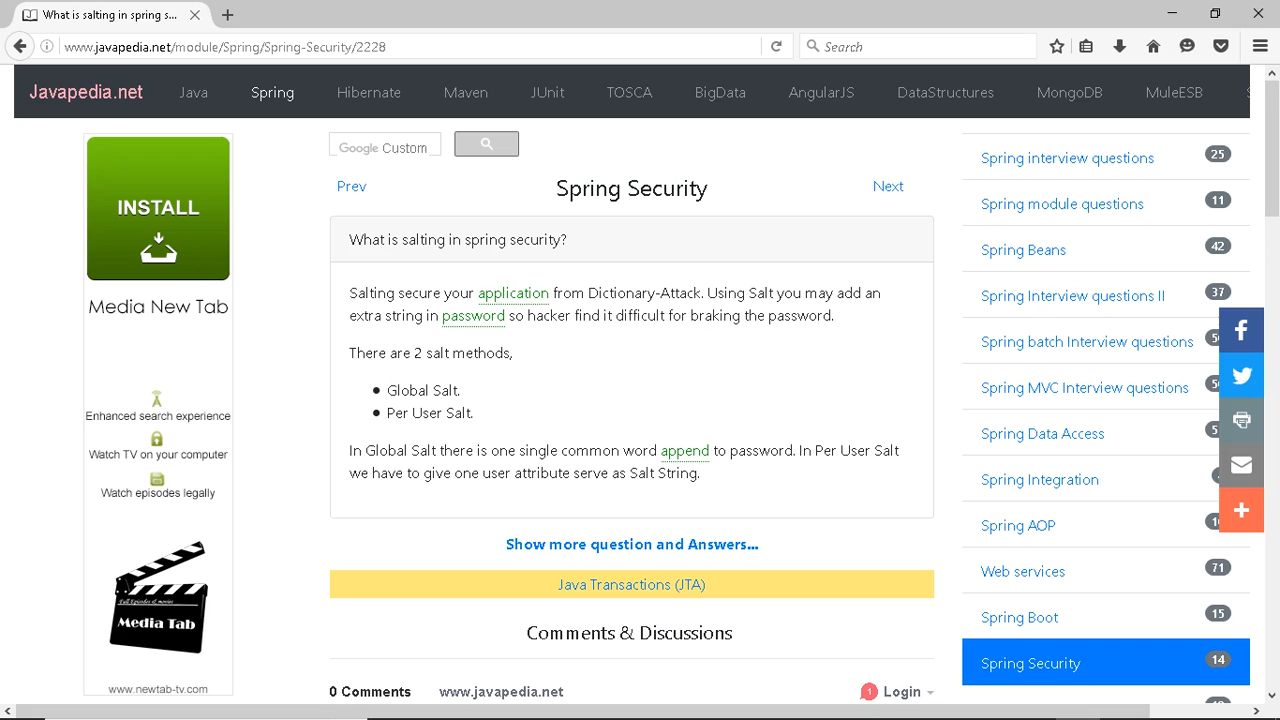 What is salting in spring s...
www.javapedia.net/module/Spring/Spring-Security/2228
Search
Javapedia.net Java Spring Hibernate Maven JUnit TOSCA BigData AngularJS DataStructures MongoDB MuleESB
INSTALL
Media New Tab
Enhanced search experience
Watch TV on your computer
Watch episodes legally
Full Episodes & movies
Media Tab
www.newtab-tv.com
Google Custom
Prev
Spring Security
Next
What is salting in spring security?
Salting secure your application from Dictionary-Attack. Using Salt you may add an
extra string in password so hacker find it difficult for braking the password.
There are 2 salt methods,
• Global Salt.
• Per User Salt.
In Global Salt there is one single common word append to password. In Per User Salt
we have to give one user attribute serve as Salt String.
Show more question and Answers...
Java Transactions (JTA)
Comments & Discussions
0 Comments www.javapedia.net 1 Login
Spring interview questions 25
Spring module questions 11
Spring Beans 42
Spring Interview questions II 37
Spring batch Interview questions
Spring MVC Interview questions
Spring Data Access
Spring Integration
Spring AOP
Web services 71
Spring Boot 15
Spring Security 14